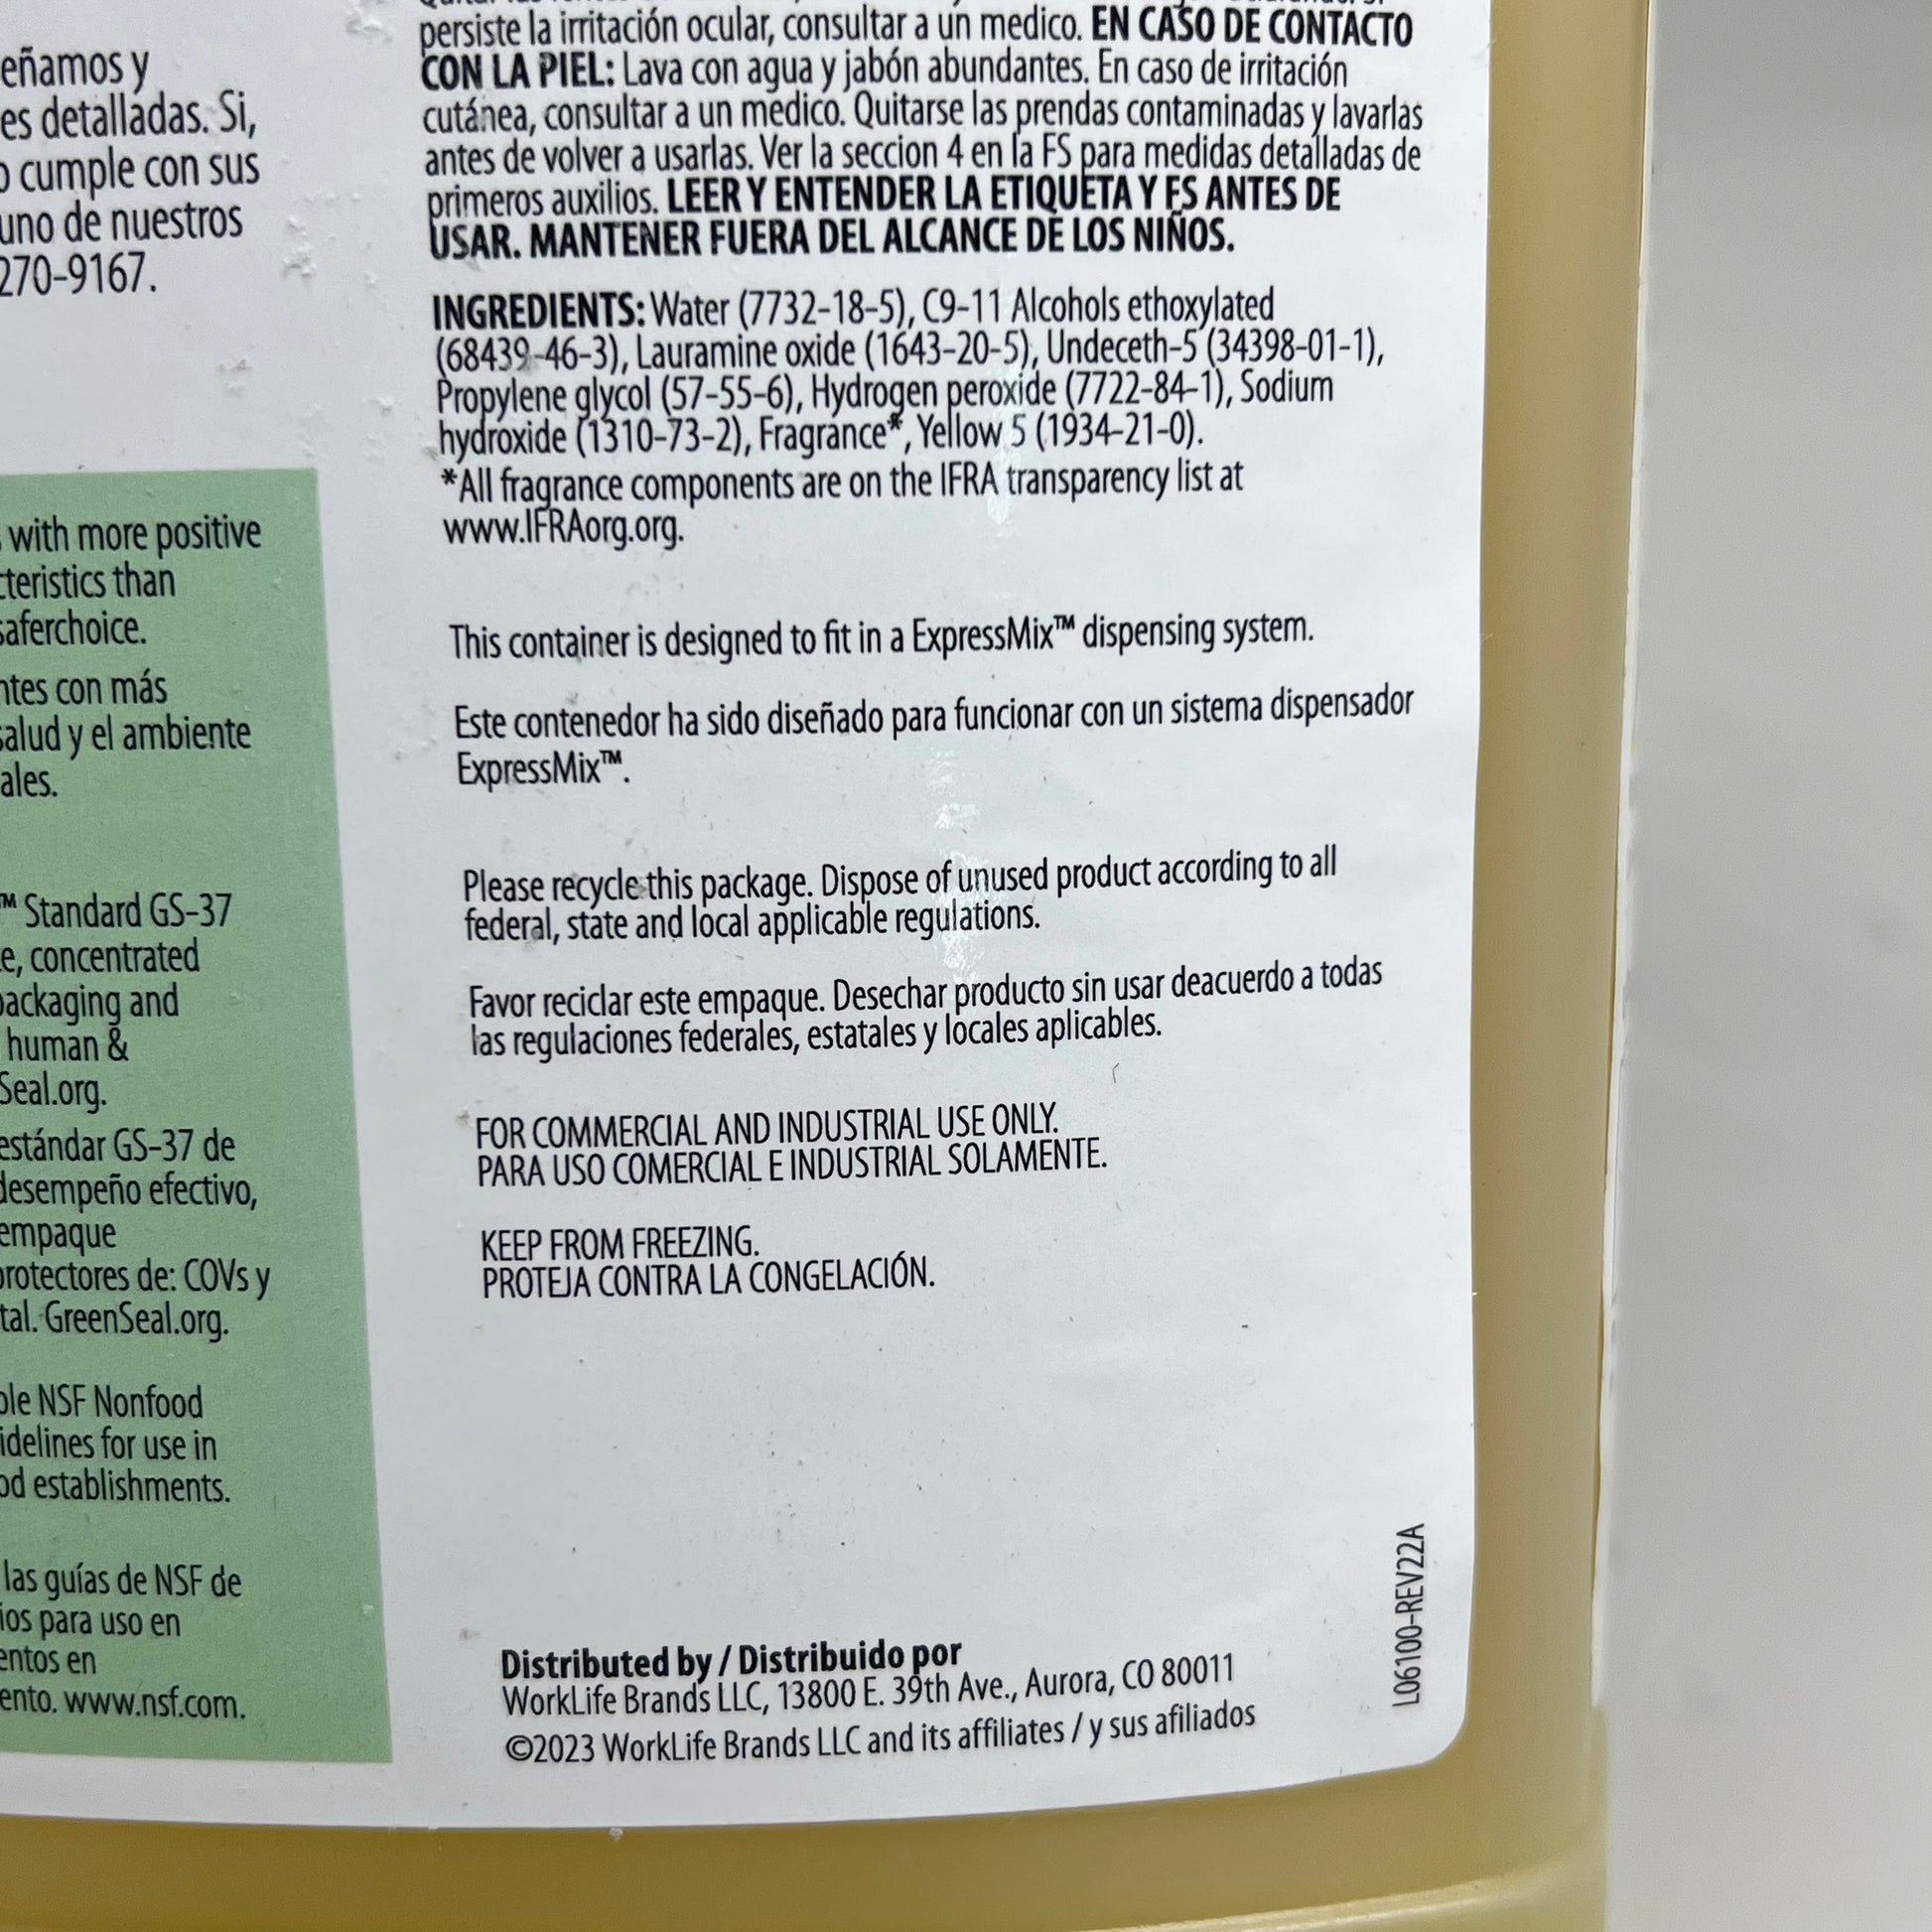 eñamos y
es detalladas. Si,
o cumple con sus
uno de nuestros
270-9167.
with more positive
cteristics than
saferchoice.
ntes con más
salud y el ambiente
ales.
™ Standard GS-37
e, concentrated
packaging and
human &
Seal.org.
estándar GS-37 de
desempeño efectivo,
empaque
protectores de: COVs y
tal. GreenSeal.org.
ble NSF Nonfood
idelines for use in
od establishments.
las guías de NSF de
ios para uso en
entos en
ento. www.nsf.com.
persiste la irritación ocular, consultar a un medico. EN CASO DE CONTACTO
CON LA PIEL: Lava con agua y jabón abundantes. En caso de irritación
cutánea, consultar a un medico. Quitarse las prendas contaminadas y lavarlas
antes de volver a usarlas. Ver la seccion 4 en la FS para medidas detalladas de
primeros auxilios. LEER Y ENTENDER LA ETIQUETA Y FS ANTES DE
USAR. MANTENER FUERA DEL ALCANCE DE LOS NIÑOS.
INGREDIENTS: Water (7732-18-5), C9-11 Alcohols ethoxylated
(68439-46-3), Lauramine oxide (1643-20-5), Undeceth-5 (34398-01-1),
Propylene glycol (57-55-6), Hydrogen peroxide (7722-84-1), Sodium
hydroxide (1310-73-2), Fragrance*, Yellow 5 (1934-21-0).
*All fragrance components are on the IFRA transparency list at
www.IFRAorg.org.
This container is designed to fit in a ExpressMix™ dispensing system.
Este contenedor ha sido diseñado para funcionar con un sistema dispensador
ExpressMix™.
Please recycle this package. Dispose of unused product according to all
federal, state and local applicable regulations.
Favor reciclar este empaque. Desechar producto sin usar deacuerdo a todas
las regulaciones federales, estatales y locales aplicables.
FOR COMMERCIAL AND INDUSTRIAL USE ONLY.
PARA USO COMERCIAL E INDUSTRIAL SOLAMENTE.
KEEP FROM FREEZING.
PROTEJA CONTRA LA CONGELACIÓN.
Distributed by / Distribuido por
WorkLife Brands LLC, 13800 E. 39th Ave., Aurora, CO 80011
©2023 WorkLife Brands LLC and its affiliates / y sus afiliados
L06100-REV22A